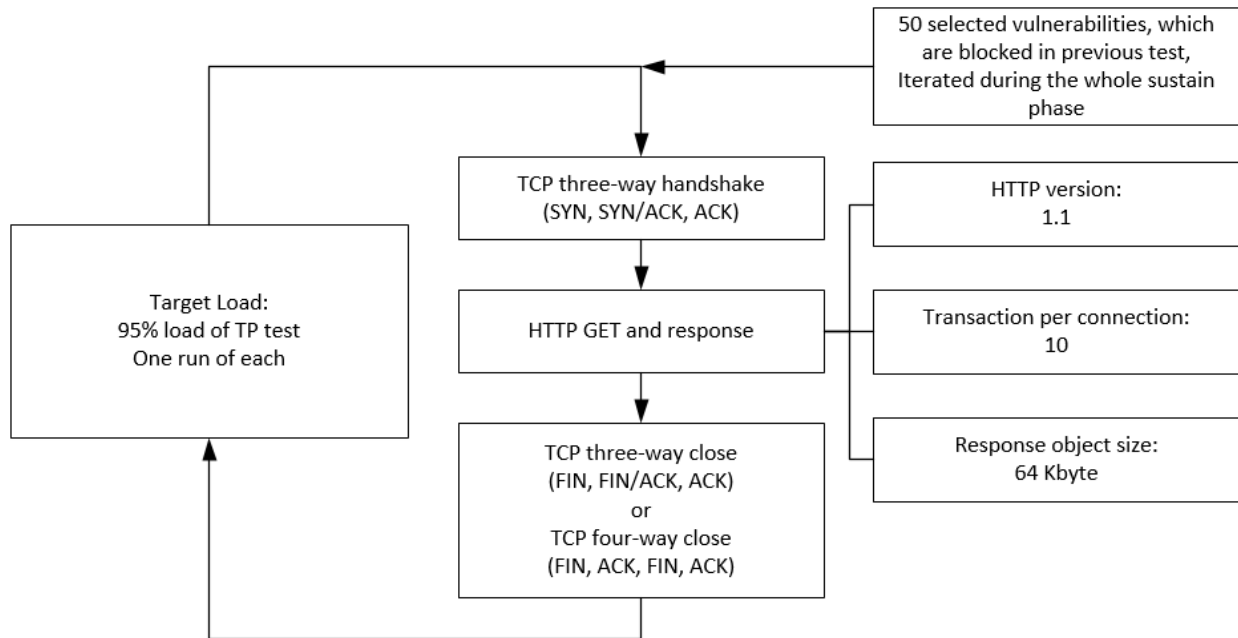 50 selected vulnerabilities, which
are blocked in previous test,
Iterated during the whole sustain
phase
TCP three-way handshake
(SYN, SYN/ACK, ACK)
HTTP version:
1.1
Target Load:
95% load of TP test
One run of each
HTTP GET and response
Transaction per connection:
10
TCP three-way close
(FIN, FIN/ACK, ACK)
or
TCP four-way close
(FIN, ACK, FIN, ACK)
Response object size:
64 Kbyte